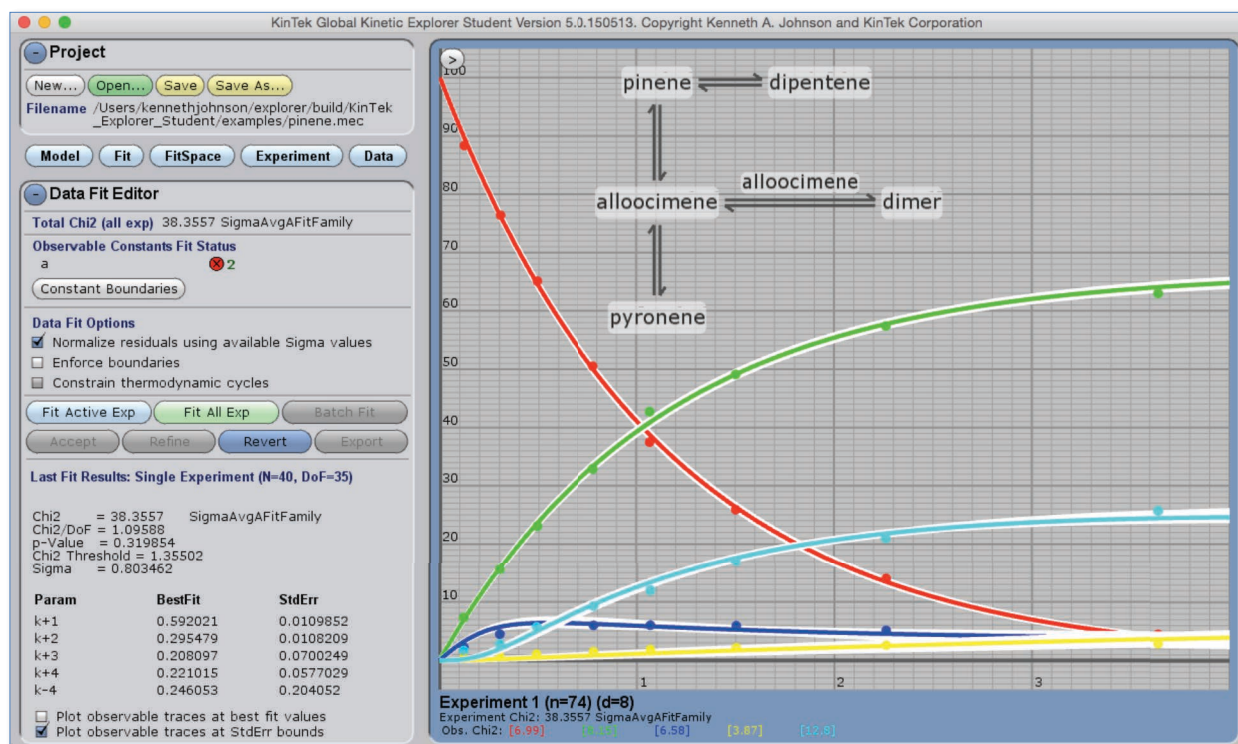 KinTek Global Kinetic Explorer Student Version 5.0.150513. Copyright Kenneth A. Johnson and KinTek Corporation
- Project
New... Open... Save Save As...
Filename /Users/kennethjohnson/explorer/build/KinTek
_Explorer_Student/examples/pinene.mec
Model Fit FitSpace Experiment Data
- Data Fit Editor
Total Chi2 (all exp) 38.3557 SigmaAvgAFitFamily
Observable Constants Fit Status
a 2
Constant Boundaries
Data Fit Options
Normalize residuals using available Sigma values
Enforce boundaries
Constrain thermodynamic cycles
Fit Active Exp Fit All Exp Batch Fit
Accept Refine Revert Export
Last Fit Results: Single Experiment (N=40, DoF=35)
Chi2 = 38.3557 SigmaAvgAFitFamily
Chi2/DoF = 1.09588
p-Value = 0.319854
Chi2 Threshold = 1.35502
Sigma = 0.803462
Param BestFit StdErr
k+1 0.592021 0.0109852
k+2 0.295479 0.0108209
k+3 0.208097 0.0700249
k+4 0.221015 0.0577029
k-4 0.246053 0.204052
Plot observable traces at best fit values
Plot observable traces at StdErr bounds
>
100
90
80
70
60
50
40
30
20
10
1 2 3
pinene dipentene
alloocimene
alloocimene dimer
pyronene
Experiment 1 (n=74) (d=8)
Experiment Chi2: 38.3557 SigmaAvgAFitFamily
Obs. Chi2: [6.99] [6.58] [3.87] [12.8]